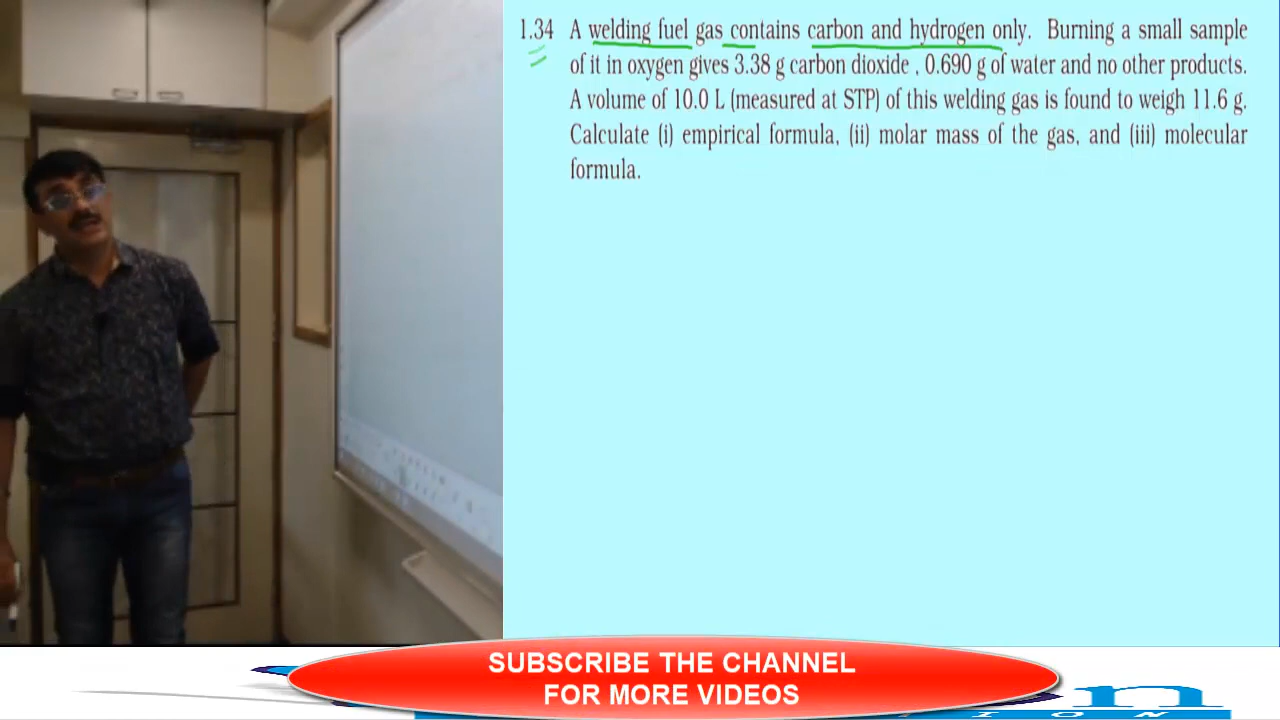 1.34 A welding fuel gas contains carbon and hydrogen only. Burning a small sample
of it in oxygen gives 3.38 g carbon dioxide , 0.690 g of water and no other products.
A volume of 10.0 L (measured at STP) of this welding gas is found to weigh 11.6 g.
Calculate (i) empirical formula, (ii) molar mass of the gas, and (iii) molecular
formula.
SUBSCRIBE THE CHANNEL
FOR MORE VIDEOS
n
I O N